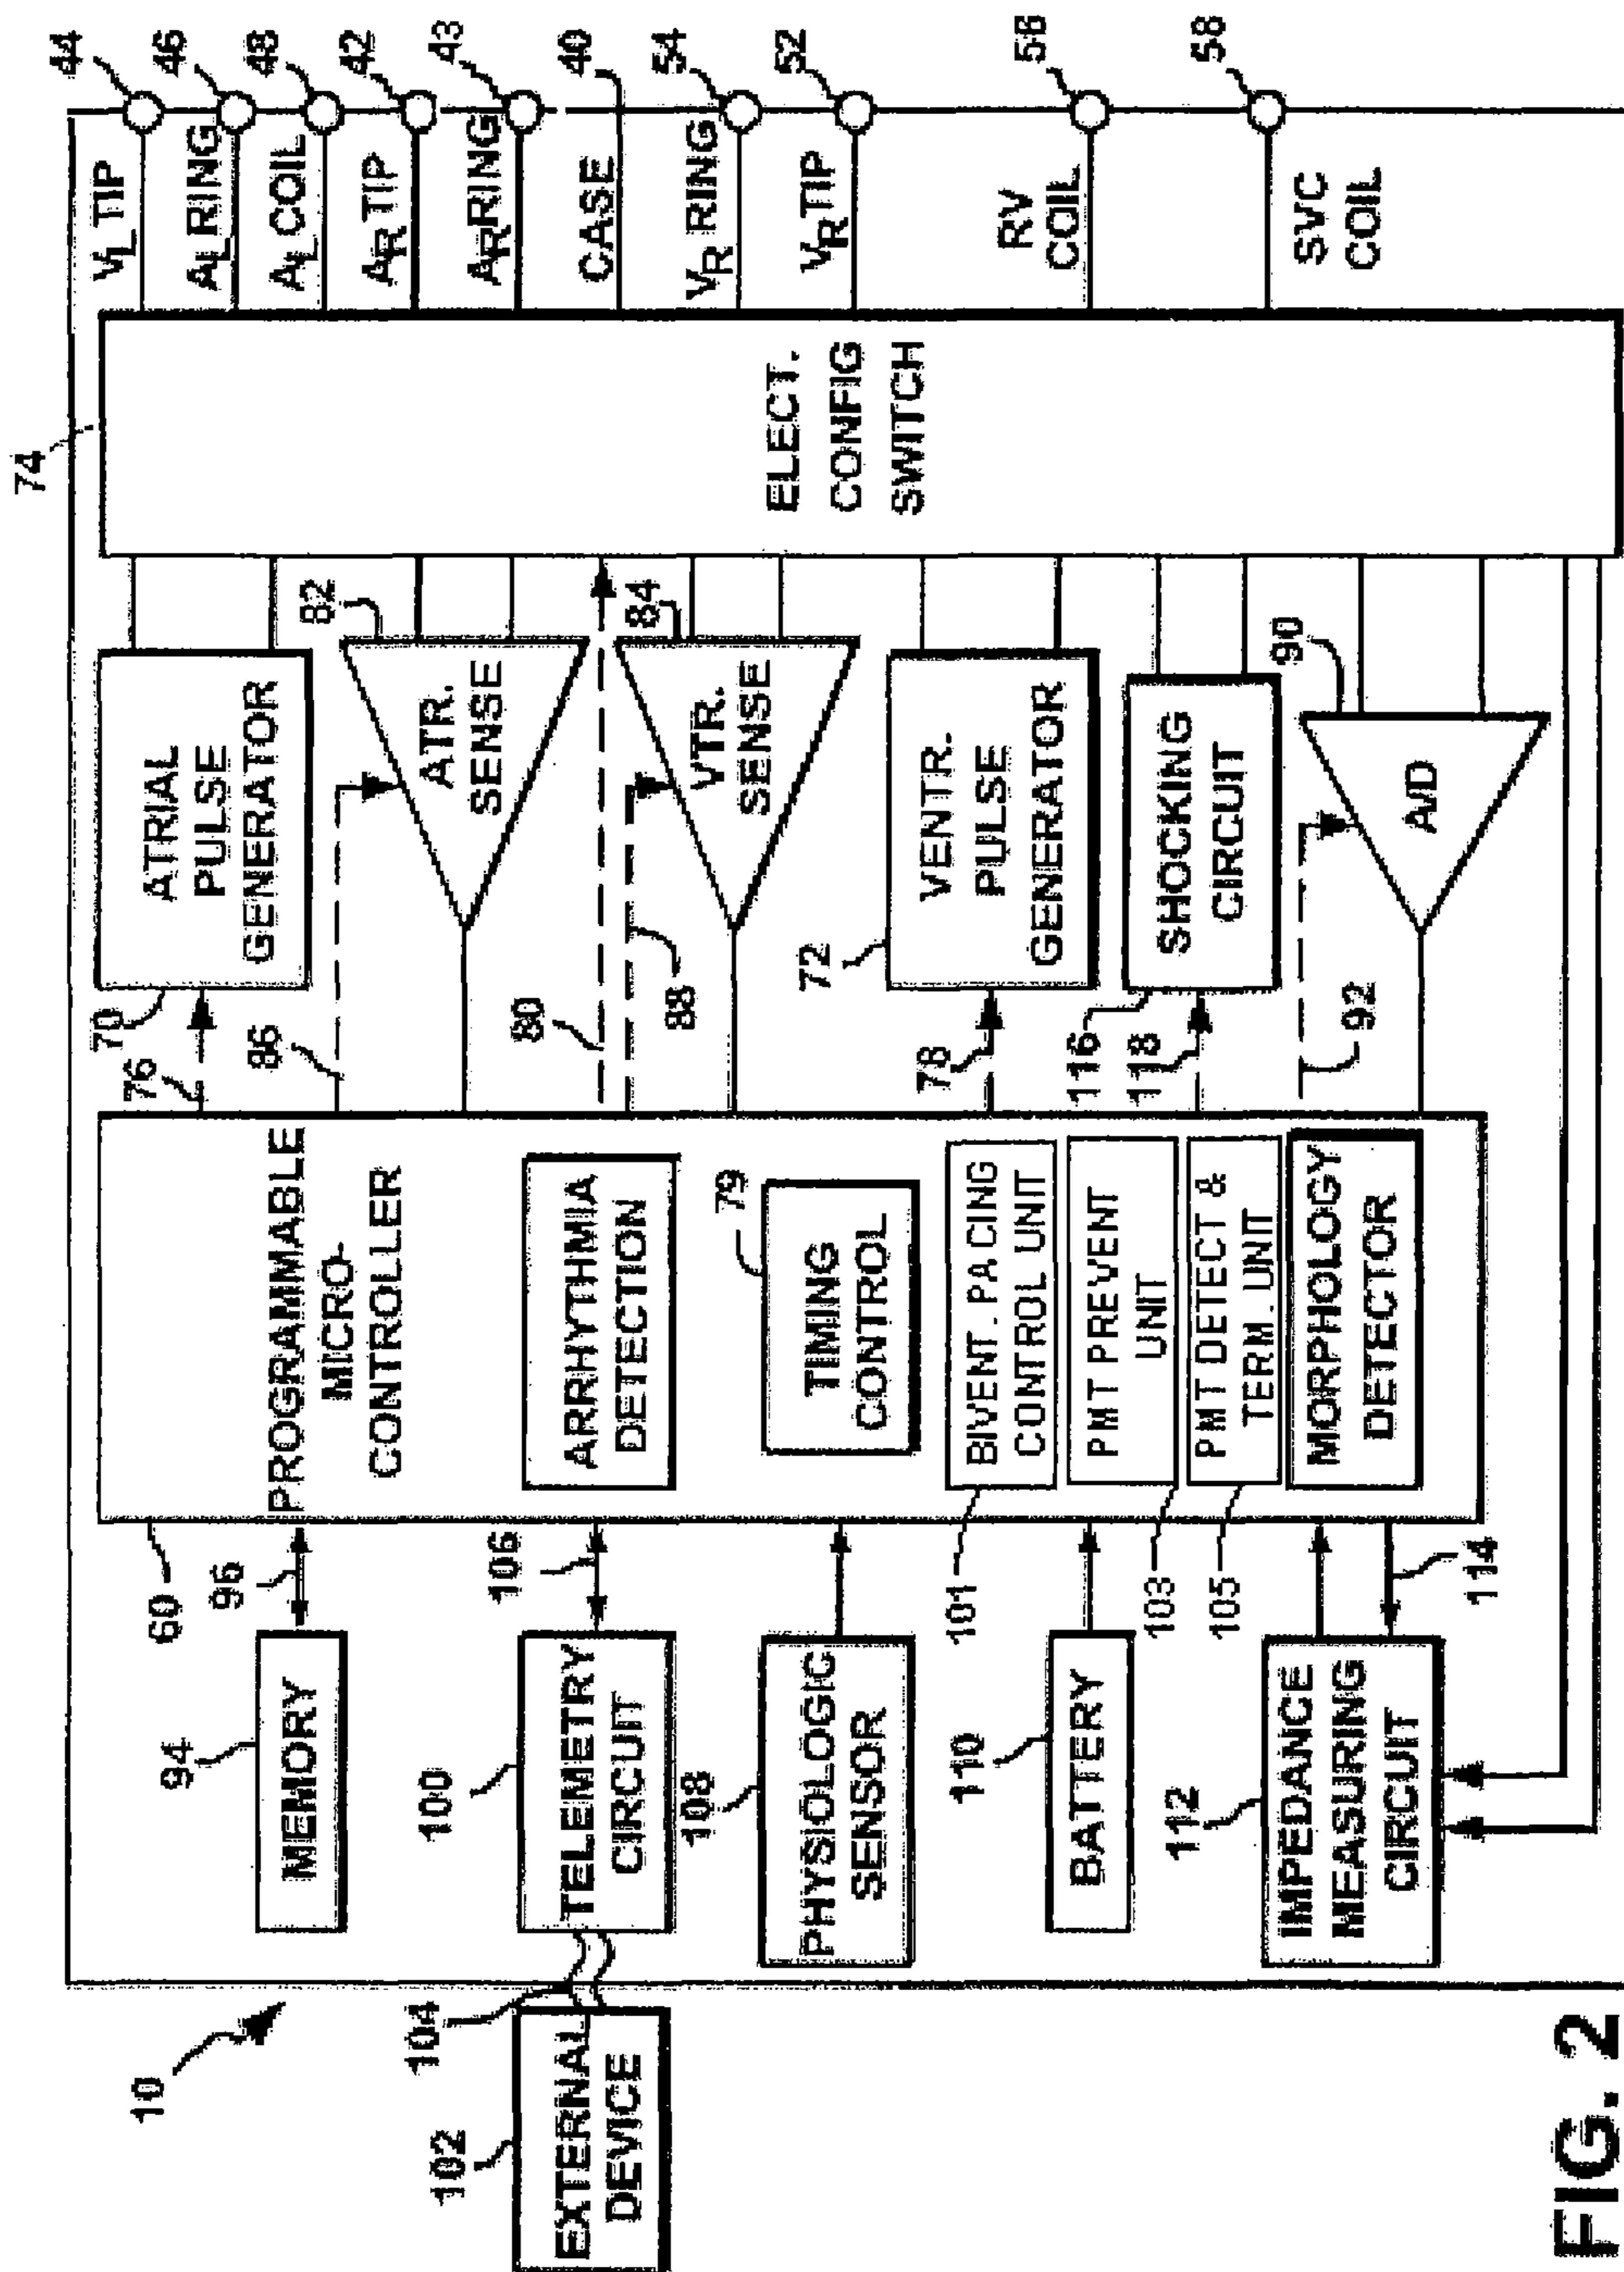 10
74
60
PROGRAMMABLE
MICRO-
CONTROLLER
ELECT.
CONFIG
SWITCH
94
MEMORY
96
76
70
ATRIAL
PULSE
GENERATOR
VL TIP
44
AL RING
46
AL COIL
48
86
82
ATR.
SENSE
AR TIP
42
102
EXTERNAL
DEVICE
104
100
TELEMETRY
CIRCUIT
106
ARRHYTHMIA
DETECTION
80
AR RING
43
CASE
40
88
84
VTR.
SENSE
VR RING
54
108
PHYSIOLOGIC
SENSOR
79
TIMING
CONTROL
VR TIP
52
72
VENTR.
PULSE
GENERATOR
78
101
BIVENT. PACING
CONTROL UNIT
110
BATTERY
103
PMT PREVENT
UNIT
RV
COIL
116
118
SHOCKING
CIRCUIT
105
PMT DETECT &
TERM. UNIT
SVC
COIL
58
112
IMPEDANCE
MEASURING
CIRCUIT
114
MORPHOLOGY
DETECTOR
92
90
A/D
FIG. 2